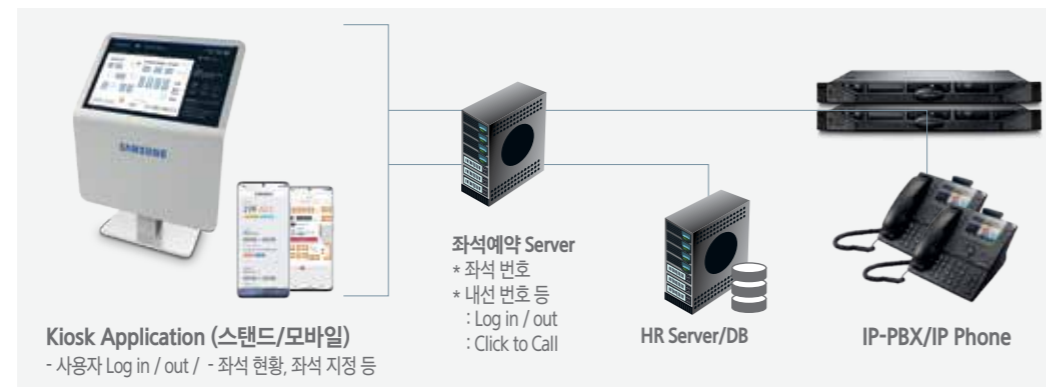 SAMSUNG
좌석예약 Server
* 좌석 번호
* 내선 번호 등
: Log in / out
: Click to Call
HR Server/DB
IP-PBX/IP Phone
Kiosk Application (스탠드/모바일)
- 사용자 Log in / out / - 좌석 현황, 좌석 지정 등